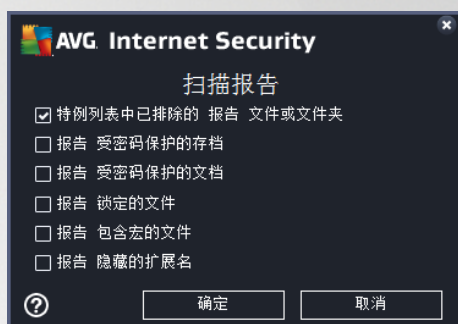 AVG Internet Security
扫描报告
特例列表中已排除的 报告 文件或文件夹
报告 受密码保护的存档
报告 受密码保护的文档
报告 锁定的文件
报告 包含宏的文件
报告 隐藏的扩展名
确定
取消